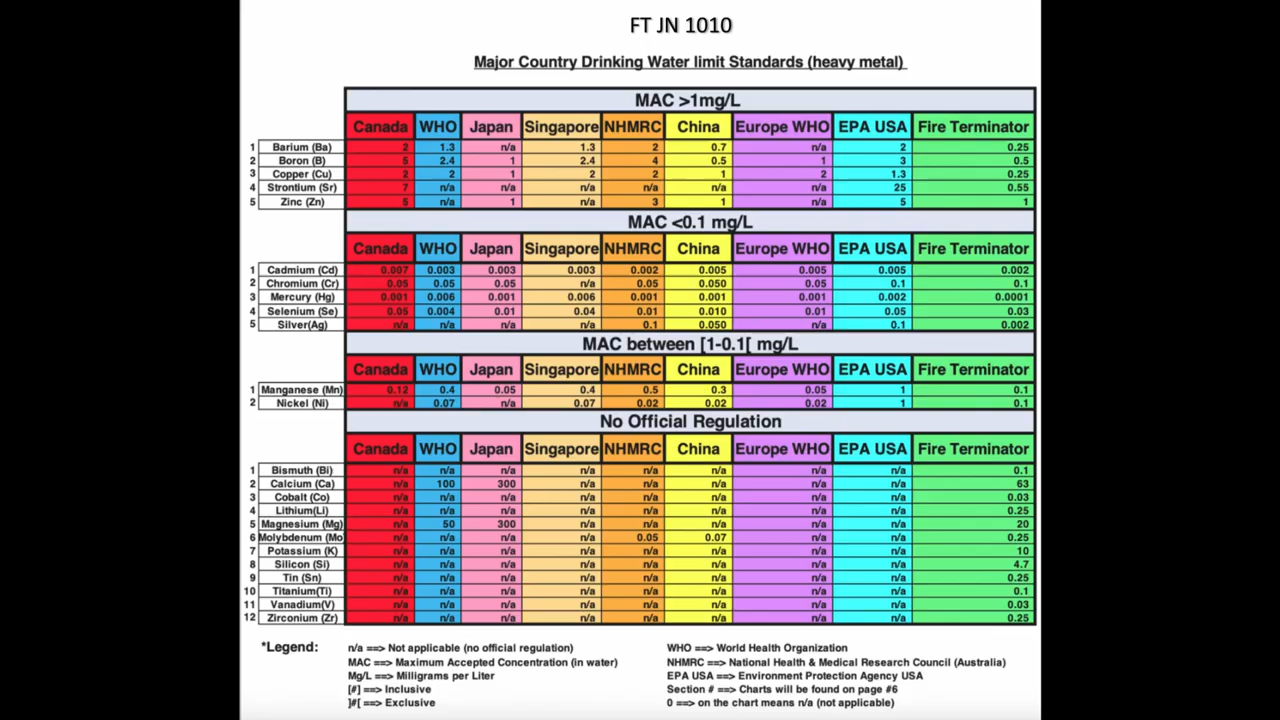 FT JN 1010
Major Country Drinking Water limit Standards (heavy metal)
MAC >1mg/L
Canada WHO Japan Singapore NHMRC China Europe WHO EPA USA Fire Terminator
1 Barium (Ba) 2 1.3 n/a 1.3 2 0.7 n/a 2 0.25
2 Boron (B) 5 2.4 1 2.4 4 0.5 1 3 0.5
3 Copper (Cu) 2 2 1 2 2 1 2 1.3 0.25
4 Strontium (Sr) 7 n/a n/a n/a n/a n/a n/a 25 0.55
5 Zinc (Zn) 5 n/a 1 n/a 3 1 n/a 5 1
MAC <0.1 mg/L
Canada WHO Japan Singapore NHMRC China Europe WHO EPA USA Fire Terminator
1 Cadmium (Cd) 0.007 0.003 0.003 0.003 0.002 0.005 0.005 0.005 0.002
2 Chromium (Cr) 0.05 0.05 0.05 n/a 0.05 0.050 0.05 0.1 0.1
3 Mercury (Hg) 0.001 0.006 0.001 0.006 0.001 0.001 0.001 0.002 0.0001
4 Selenium (Se) 0.05 0.004 0.01 0.04 0.01 0.010 0.01 0.05 0.03
5 Silver(Ag) n/a n/a n/a n/a 0.1 0.050 n/a 0.1 0.002
MAC between [1-0.1[ mg/L
Canada WHO Japan Singapore NHMRC China Europe WHO EPA USA Fire Terminator
1 Manganese (Mn) 0.12 0.4 0.05 0.4 0.5 0.3 0.05 1 0.1
2 Nickel (Ni) n/a 0.07 n/a 0.07 0.02 0.02 0.02 1 0.1
No Official Regulation
Canada WHO Japan Singapore NHMRC China Europe WHO EPA USA Fire Terminator
1 Bismuth (Bi) n/a n/a n/a n/a n/a n/a n/a n/a 0.1
2 Calcium (Ca) n/a 100 300 n/a n/a n/a n/a n/a 63
3 Cobalt (Co) n/a n/a n/a n/a n/a n/a n/a n/a 0.03
4 Lithium(Li) n/a n/a n/a n/a n/a n/a n/a n/a 0.25
5 Magnesium (Mg) n/a 50 300 n/a n/a n/a n/a n/a 20
6 Molybdenum (Mo n/a n/a n/a n/a 0.05 0.07 n/a n/a 0.25
7 Potassium (K) n/a n/a n/a n/a n/a n/a n/a n/a 10
8 Silicon (Si) n/a n/a n/a n/a n/a n/a n/a n/a 4.7
9 Tin (Sn) n/a n/a n/a n/a n/a n/a n/a n/a 0.25
10 Titanium(Ti) n/a n/a n/a n/a n/a n/a n/a n/a 0.1
11 Vanadium(V) n/a n/a n/a n/a n/a n/a n/a n/a 0.03
12 Zirconium (Zr) n/a n/a n/a n/a n/a n/a n/a n/a 0.25
*Legend: n/a ==> Not applicable (no official regulation) WHO ==> World Health Organization
MAC ==> Maximum Accepted Concentration (in water) NHMRC ==> National Health & Medical Research Council (Australia)
Mg/L ==> Milligrams per Liter EPA USA ==> Environment Protection Agency USA
[#] ==> Inclusive Section # ==> Charts will be found on page #6
]#[ ==> Exclusive 0 ==> on the chart means n/a (not applicable)